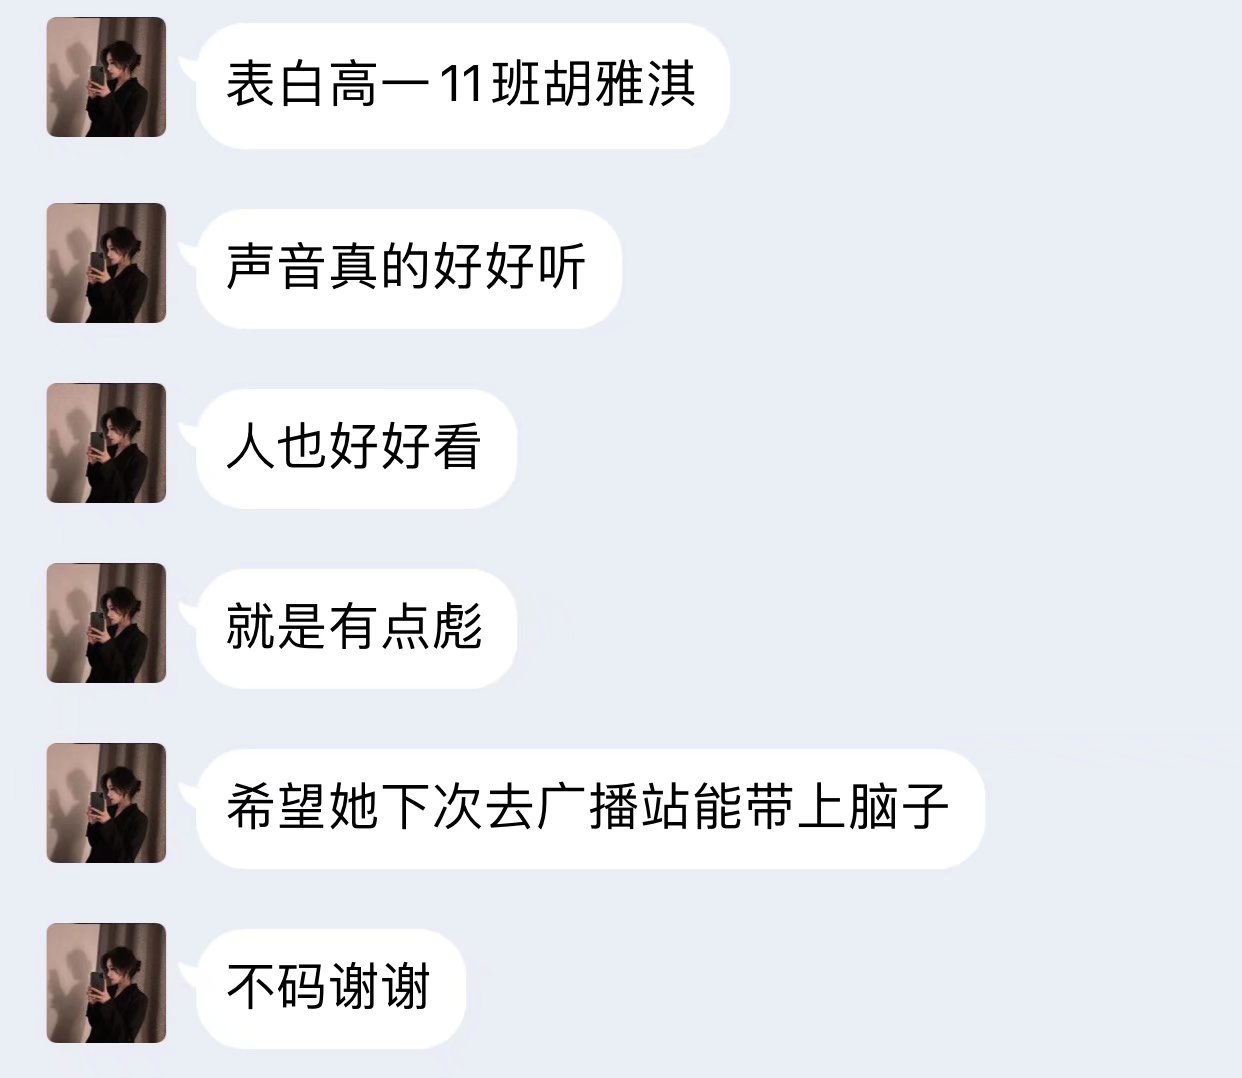 表白高一11班胡雅淇
声音真的好好听
人也好好看
就是有点彪
希望她下次去广播站能带上脑子
不码谢谢